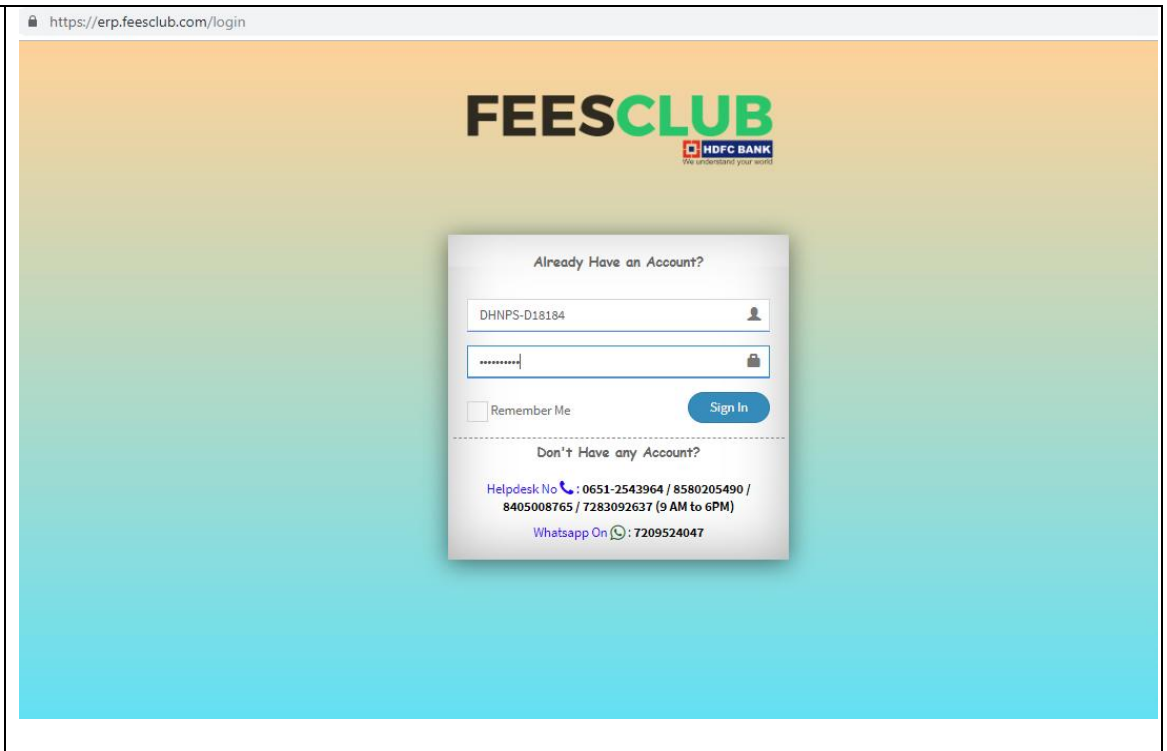 https://erp.feesclub.com/login
FEESCLUB
HDFC BANK
We understand your world
Already Have an Account?
DHNPS-D18184
Remember Me
Sign In
Don't Have any Account?
Helpdesk No : 0651-2543964 / 8580205490 /
8405008765 / 7283092637 (9 AM to 6PM)
Whatsapp On : 7209524047